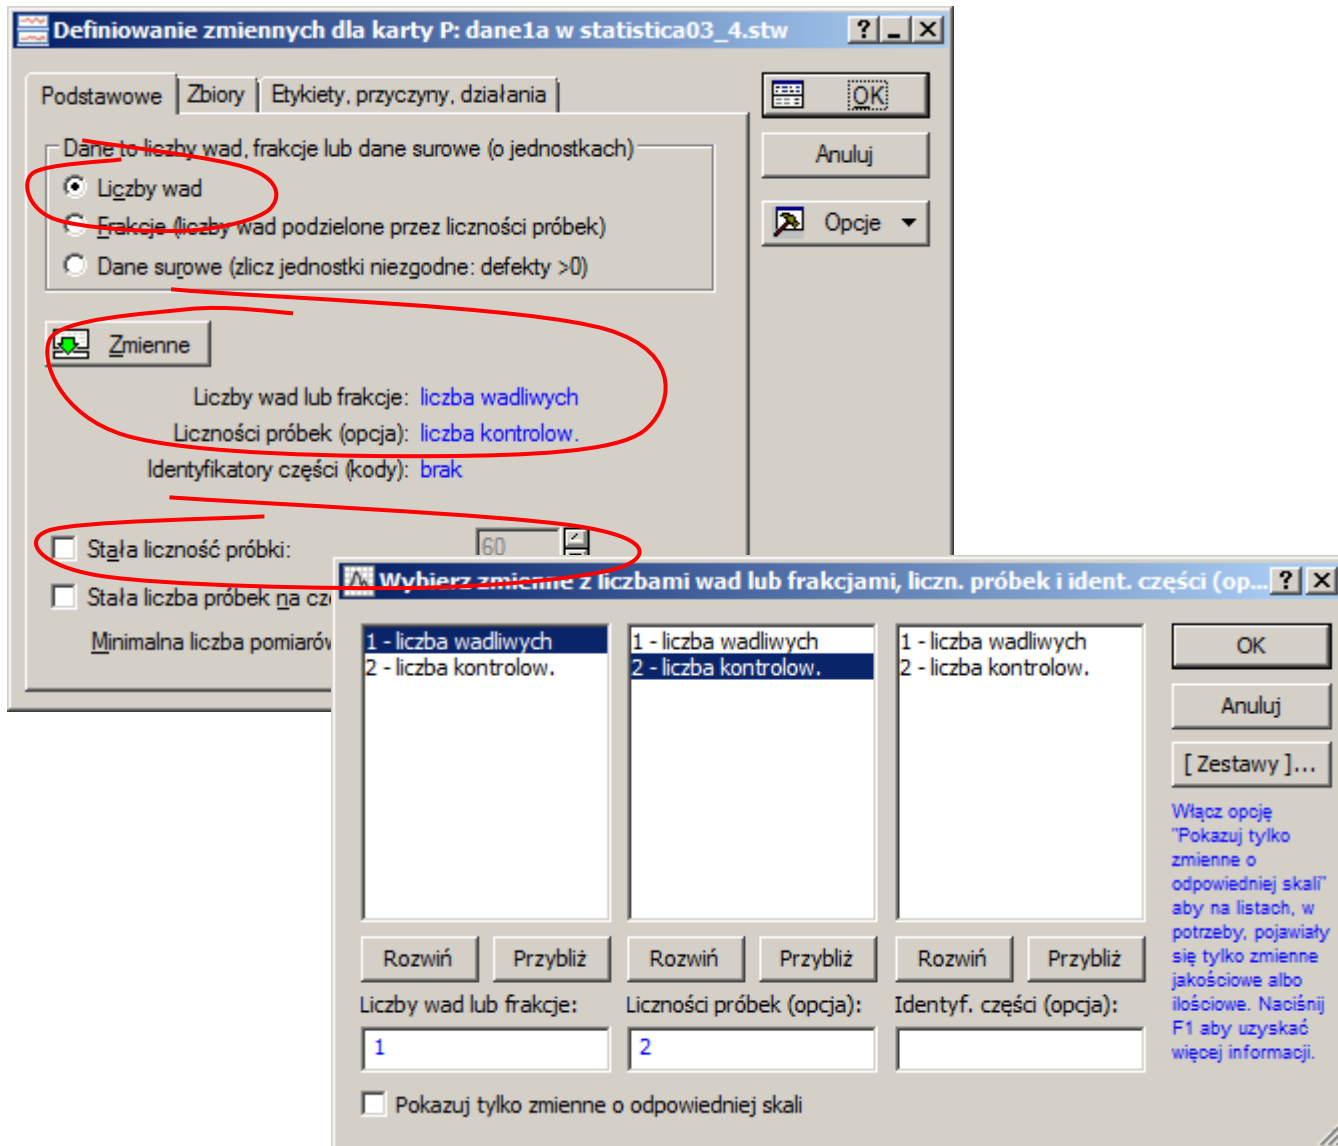 Definiowanie zmiennych dla karty P: dane1a w statistica03_4.stw
Podstawowe Zbiory Etykiety, przyczyny, działania
OK
Anuluj
Opcje
Dane to liczby wad, frakcje lub dane surowe (o jednostkach)
Liczby wad
Frakcje (liczby wad podzielone przez liczności próbek)
Dane surowe (zlicz jednostki niezgodne: defekty >0)
Zmienne
Liczby wad lub frakcje: liczba wadliwych
Liczności próbek (opcja): liczba kontrolow.
Identyfikatory części (kody): brak
Stała liczność próbki: 60
Stała liczba próbek na
Minimalna liczba
Wybierz zmienne z liczbami wad lub frakcjami, liczn. próbek i ident. części (op...
1 - liczba wadliwych
2 - liczba kontrolow.
1 - liczba wadliwych
2 - liczba kontrolow.
1 - liczba wadliwych
2 - liczba kontrolow.
OK
Anuluj
[ Zestawy ]...
Włącz opcję
"Pokazuj tylko
zmienne o
odpowiedniej skali"
aby na listach, w
potrzeby, pojawiały
się tylko zmienne
jakościowe albo
ilościowe. Naciśnij
F1 aby uzyskać
więcej informacji.
Rozwiń Przybliż Rozwiń Przybliż Rozwiń Przybliż
Liczby wad lub frakcje: Liczności próbek (opcja): Identyf. części (opcja):
1 2
Pokazuj tylko zmienne o odpowiedniej skali